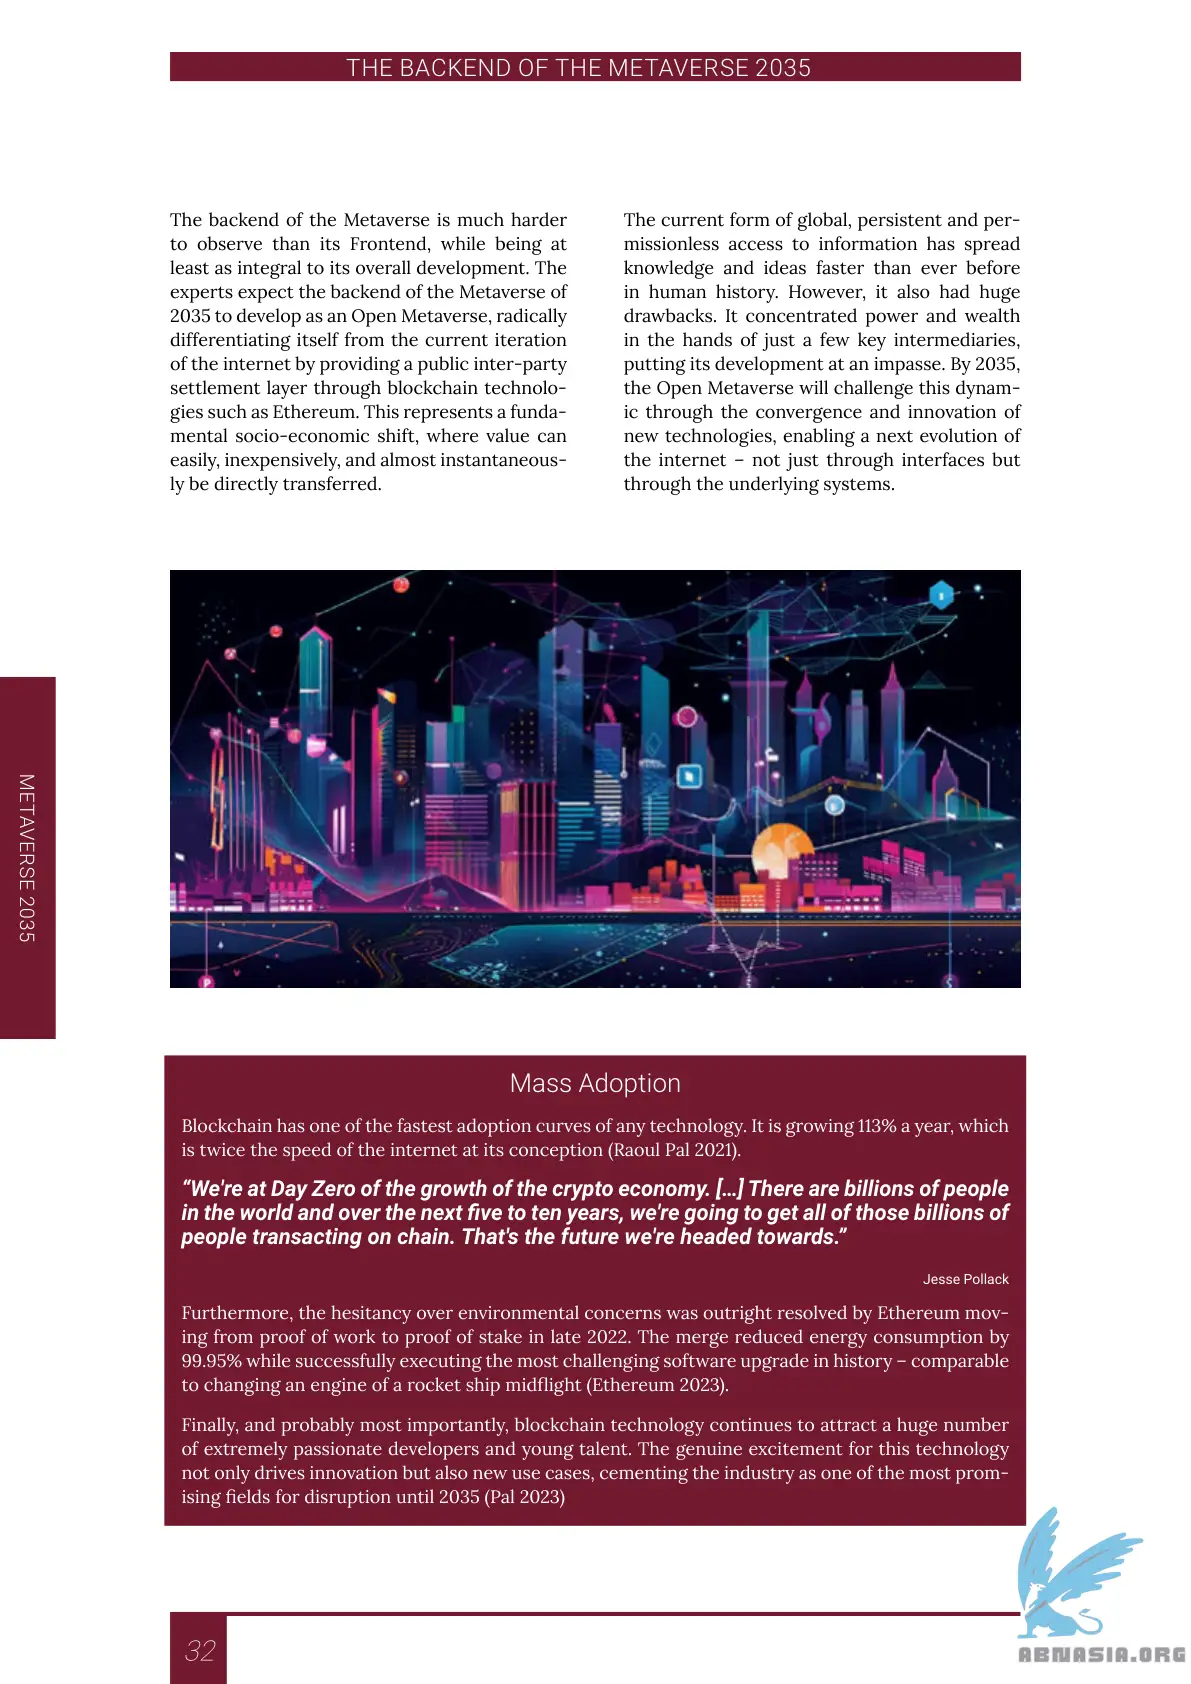 THE BACKEND OF THE METAVERSE 2035
The backend of the Metaverse is much harder
to observe than its Frontend, while being at
least as integral to its overall development. The
experts expect the backend of the Metaverse of
2035 to develop as an Open Metaverse, radically
differentiating itself from the current iteration
of the internet by providing a public inter-party
settlement layer through blockchain technolo-
gies such as Ethereum. This represents a funda-
mental socio-economic shift, where value can
easily, inexpensively, and almost instantaneous-
ly be directly transferred.
The current form of global, persistent and per-
missionless access to information has spread
knowledge and ideas faster than ever before
in human history. However, it also had huge
drawbacks. It concentrated power and wealth
in the hands of just a few key intermediaries,
putting its development at an impasse. By 2035,
the Open Metaverse will challenge this dynam-
ic through the convergence and innovation of
new technologies, enabling a next evolution of
the internet – not just through interfaces but
through the underlying systems.
METAVERSE 2035
Mass Adoption
Blockchain has one of the fastest adoption curves of any technology. It is growing 113% a year, which
is twice the speed of the internet at its conception (Raoul Pal 2021).
“We're at Day Zero of the growth of the crypto economy. […] There are billions of people
in the world and over the next five to ten years, we're going to get all of those billions of
people transacting on chain. That's the future we're headed towards.”
Jesse Pollack
Furthermore, the hesitancy over environmental concerns was outright resolved by Ethereum mov-
ing from proof of work to proof of stake in late 2022. The merge reduced energy consumption by
99.95% while successfully executing the most challenging software upgrade in history – comparable
to changing an engine of a rocket ship midflight (Ethereum 2023).
Finally, and probably most importantly, blockchain technology continues to attract a huge number
of extremely passionate developers and young talent. The genuine excitement for this technology
not only drives innovation but also new use cases, cementing the industry as one of the most prom-
ising fields for disruption until 2035 (Pal 2023)
32
ABNASIA.ORG